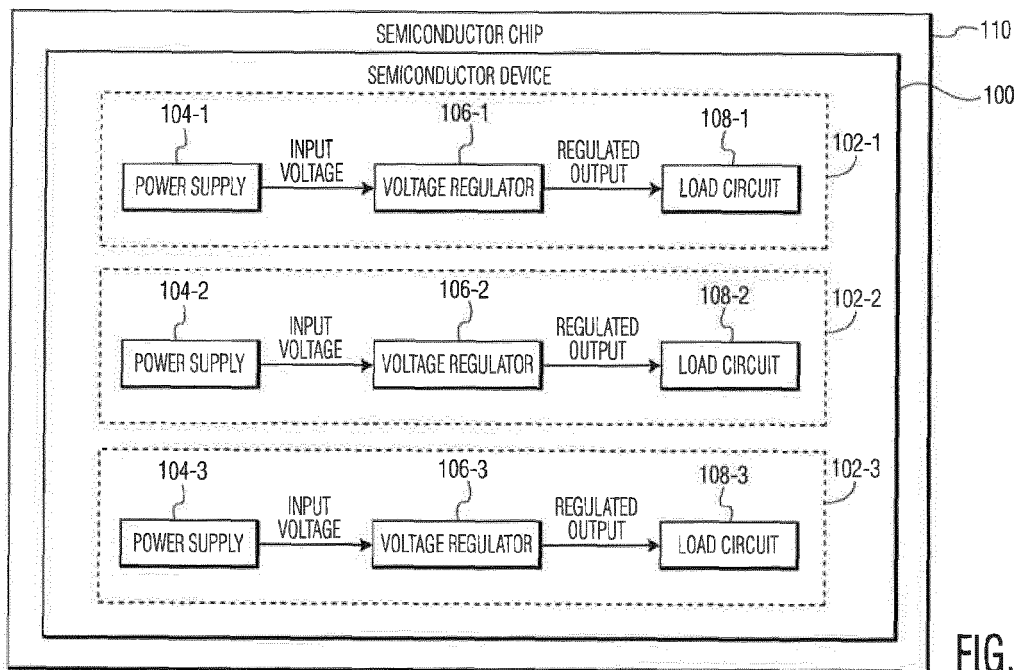 SEMICONDUCTOR CHIP
110
SEMICONDUCTOR DEVICE
100
104-1
106-1
108-1
102-1
INPUT
VOLTAGE
REGULATED
OUTPUT
POWER SUPPLY
VOLTAGE REGULATOR
LOAD CIRCUIT
104-2
106-2
108-2
102-2
INPUT
VOLTAGE
REGULATED
OUTPUT
POWER SUPPLY
VOLTAGE REGULATOR
LOAD CIRCUIT
104-3
106-3
108-3
102-3
INPUT
VOLTAGE
REGULATED
OUTPUT
POWER SUPPLY
VOLTAGE REGULATOR
LOAD CIRCUIT
FIG.